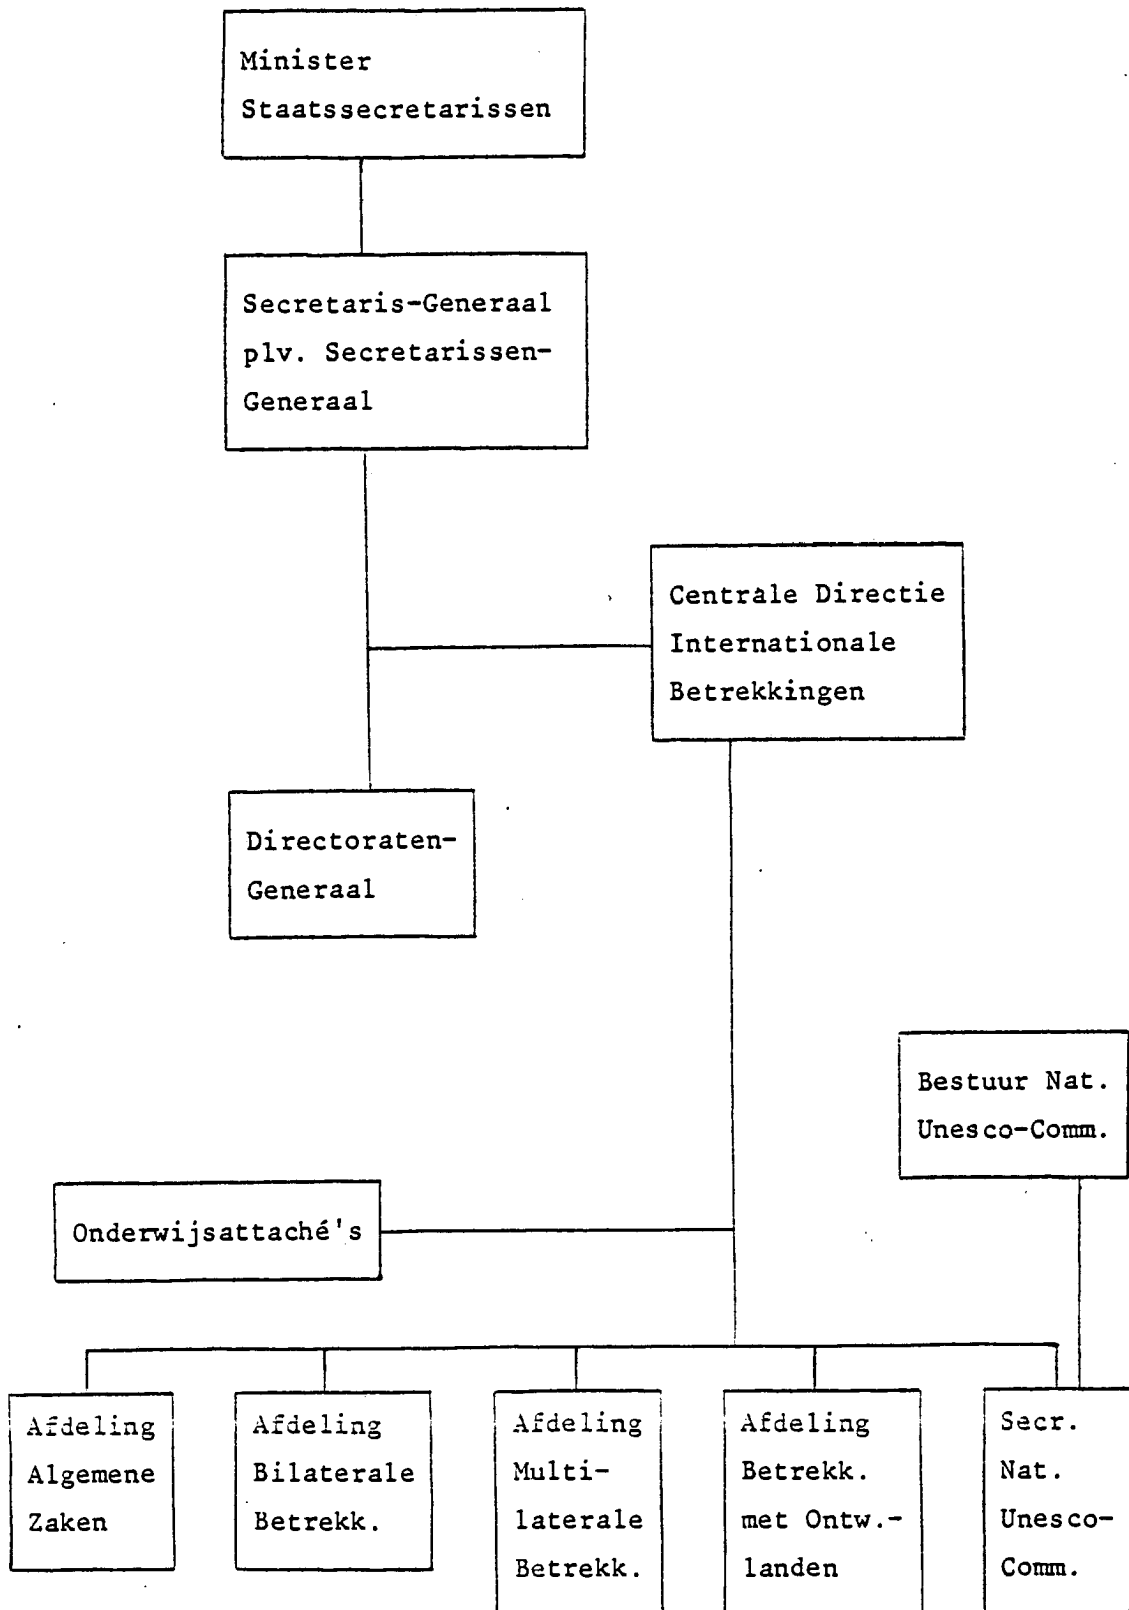 Minister
Staatssecretarissen
Secretaris-Generaal
plv. Secretarissen-
Generaal
Centrale Directie
Internationale
Betrekkingen
Directoraten-
Generaal
Bestuur Nat.
Unesco-Comm.
Onderwijsattaché's
Afdeling
Algemene
Zaken
Afdeling
Bilaterale
Betrekk.
Afdeling
Multi-
laterale
Betrekk.
Afdeling
Betrekk.
met Ontw.-
landen
Secr.
Nat.
Unesco-
Comm.